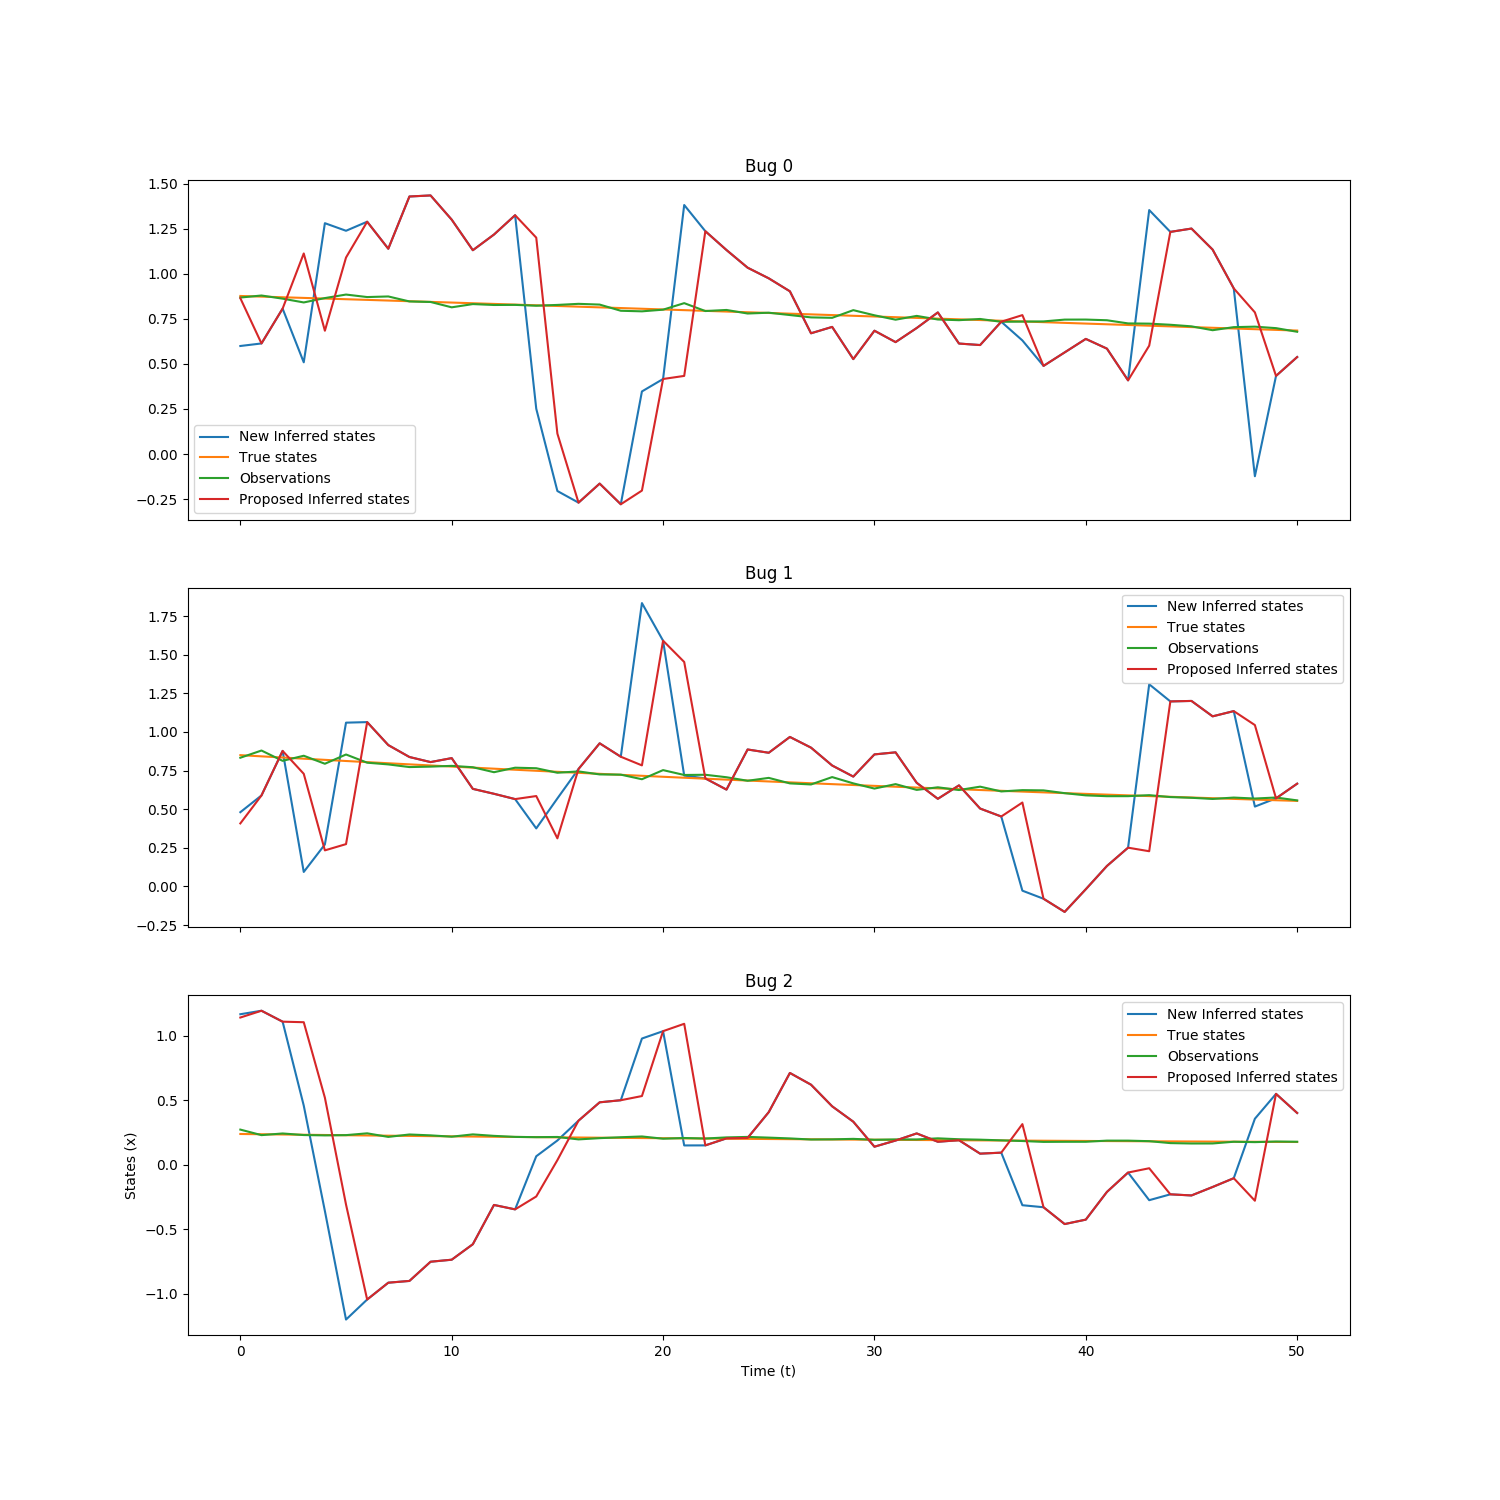 Bug 0
1.50
1.25
1.00
0.75
0.50
0.25
0.00
−0.25
New Inferred states
True states
Observations
Proposed Inferred states
Bug 1
1.75
1.50
1.25
1.00
0.75
0.50
0.25
0.00
−0.25
New Inferred states
True states
Observations
Proposed Inferred states
Bug 2
States (x)
1.0
0.5
0.0
−0.5
−1.0
New Inferred states
True states
Observations
Proposed Inferred states
0 10 20 30 40 50
Time (t)